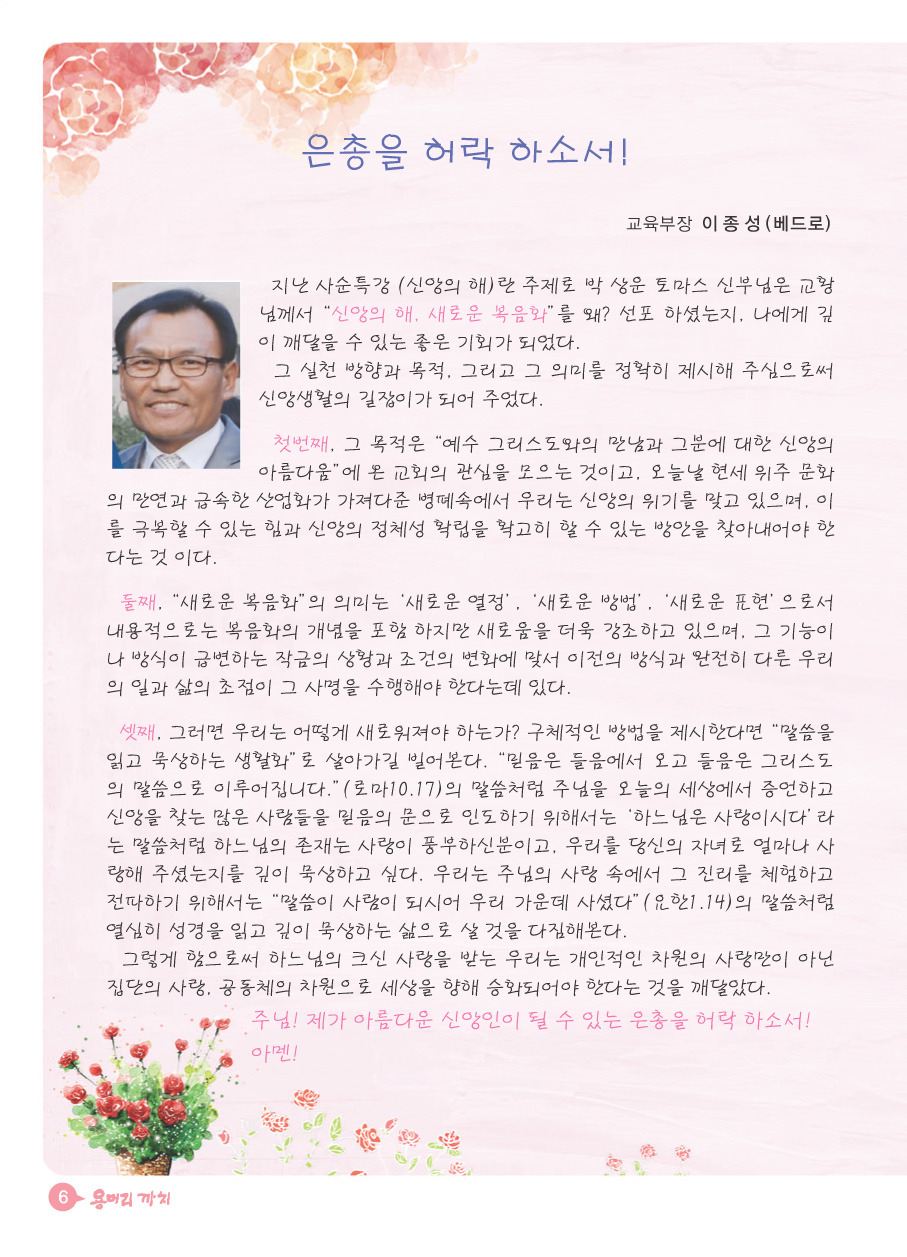 은총을 허락 하소서!
교육부장 이 종 성 (베드로)
지난 사순특강 (신앙의 해)란 주제로 박 상운 토마스 신부님은 교황
님께서 “신앙의 해, 새로운 복음화”를 왜? 선포 하셨는지, 나에게 깊
이 깨달을 수 있는 좋은 기회가 되었다.
그 실천 방향과 목적, 그리고 그 의미를 정확히 제시해 주심으로써
신앙생활의 길잡이가 되어 주었다.
첫번째, 그 목적은 “예수 그리스도와의 만남과 그분에 대한 신앙의
아름다움”에 온 교회의 관심을 모으는 것이고, 오늘날 현세 위주 문화
의 만연과 급속한 산업화가 가져다준 병폐속에서 우리는 신앙의 위기를 맞고 있으며, 이
를 극복할 수 있는 힘과 신앙의 정체성 확립을 확고히 할 수 있는 방안을 찾아내어야 한
다는 것 이다.
둘째, “새로운 복음화”의 의미는 ‘새로운 열정’, ‘새로운 방법’, ‘새로운 표현’으로서
내용적으로는 복음화의 개념을 포함 하지만 새로움을 더욱 강조하고 있으며, 그 기능이
나 방식이 급변하는 작금의 상황과 조건의 변화에 맞서 이전의 방식과 완전히 다른 우리
의 일과 삶의 초점이 그 사명을 수행해야 한다는데 있다.
셋째, 그러면 우리는 어떻게 새로워져야 하는가? 구체적인 방법을 제시한다면 “말씀을
읽고 묵상하는 생활화”로 살아가길 빌어본다. “믿음은 들음에서 오고 들음은 그리스도
의 말씀으로 이루어집니다.”(로마10.17)의 말씀처럼 주님을 오늘의 세상에서 증언하고
신앙을 찾는 많은 사람들을 믿음의 문으로 인도하기 위해서는 ‘하느님은 사랑이시다’라
는 말씀처럼 하느님의 존재는 사랑이 풍부하신분이고, 우리를 당신의 자녀로 얼마나 사
랑해 주셨는지를 깊이 묵상하고 싶다. 우리는 주님의 사랑 속에서 그 진리를 체험하고
전파하기 위해서는 “말씀이 사람이 되시어 우리 가운데 사셨다”(요한1.14)의 말씀처럼
열심히 성경을 읽고 깊이 묵상하는 삶으로 살 것을 다짐해본다.
그렇게 함으로써 하느님의 크신 사랑을 받는 우리는 개인적인 차원의 사랑만이 아닌
집단의 사랑, 공동체의 차원으로 세상을 향해 승화되어야 한다는 것을 깨달았다.
주님! 제가 아름다운 신앙인이 될 수 있는 은총을 허락 하소서!
아멘!
6 용머리 까치